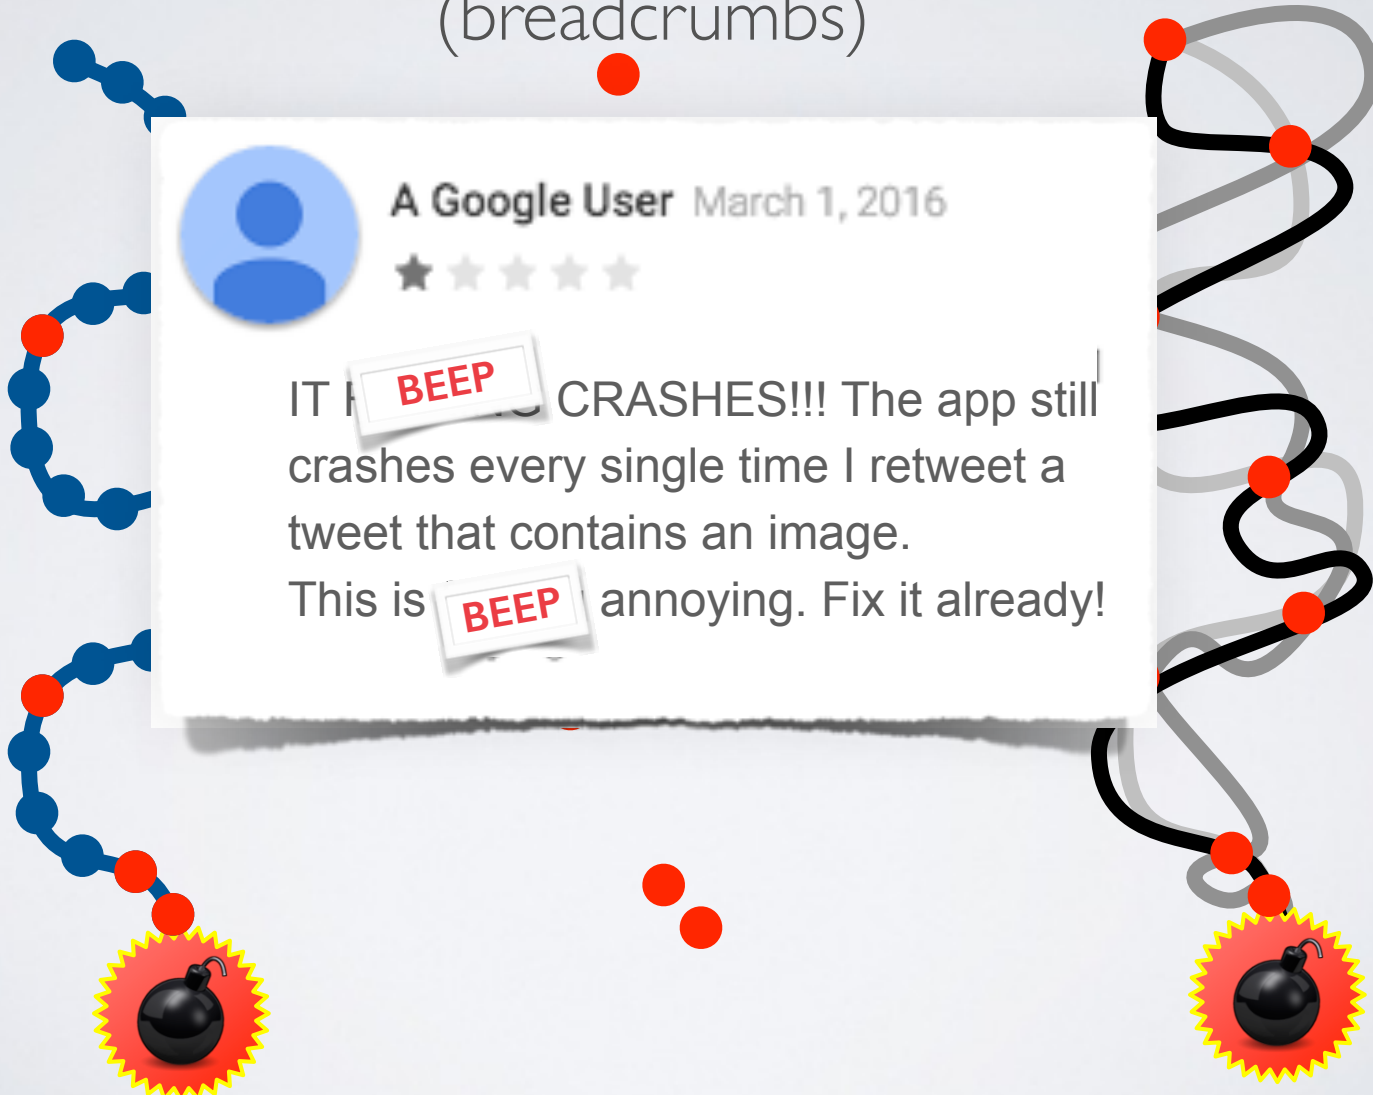 (breadcrumbs)
A Google User March 1, 2016
IT BEEP CRASHES!!! The app still
crashes every single time I retweet a
tweet that contains an image.
This is BEEP annoying. Fix it already!